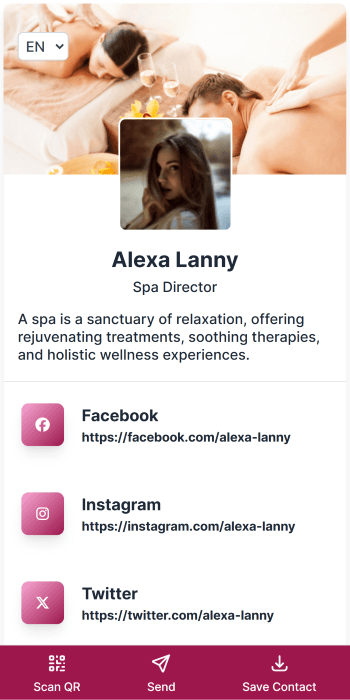 EN
Alexa Lanny
Spa Director
A spa is a sanctuary of relaxation, offering
rejuvenating treatments, soothing therapies,
and holistic wellness experiences.
Facebook
https://facebook.com/alexa-lanny
Instagram
https://instagram.com/alexa-lanny
Twitter
https://twitter.com/alexa-lanny
Scan QR
Send
Save Contact